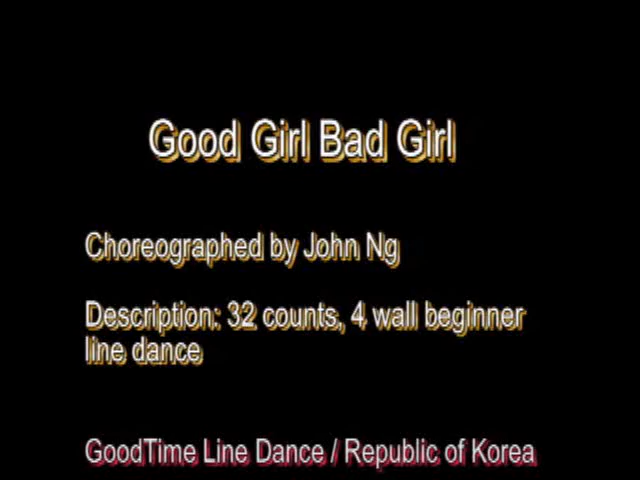 Good Girl Bad Girl
Choreographed by John Ng
Description: 32 counts, 4 wall beginner
line dance
GoodTime Line Dance / Republic of Korea